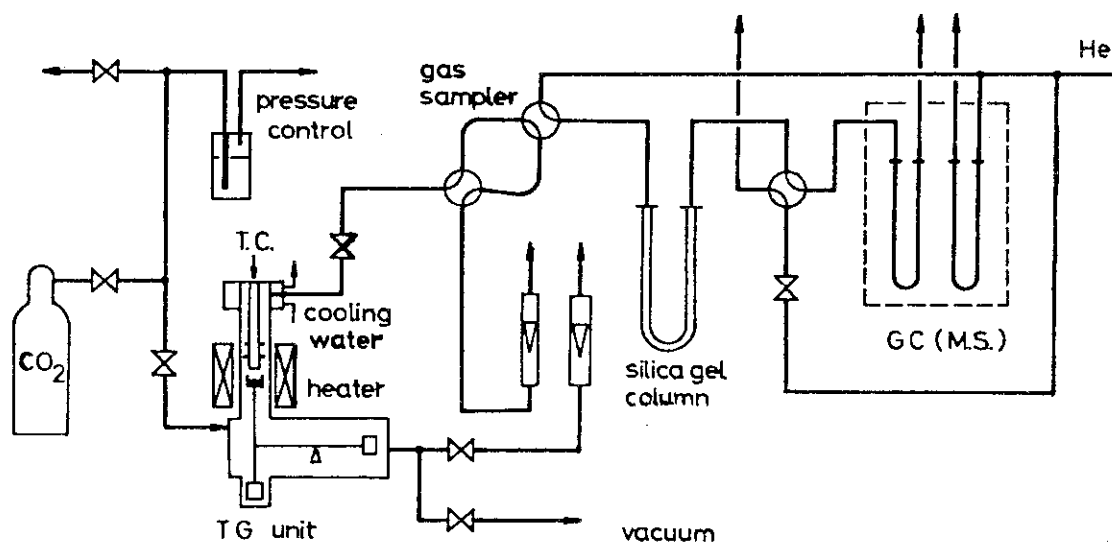 He
gas
sampler
pressure
control
T.C.
cooling
water
CO2
heater
GC (M.S.)
silica gel
column
TG unit
vacuum